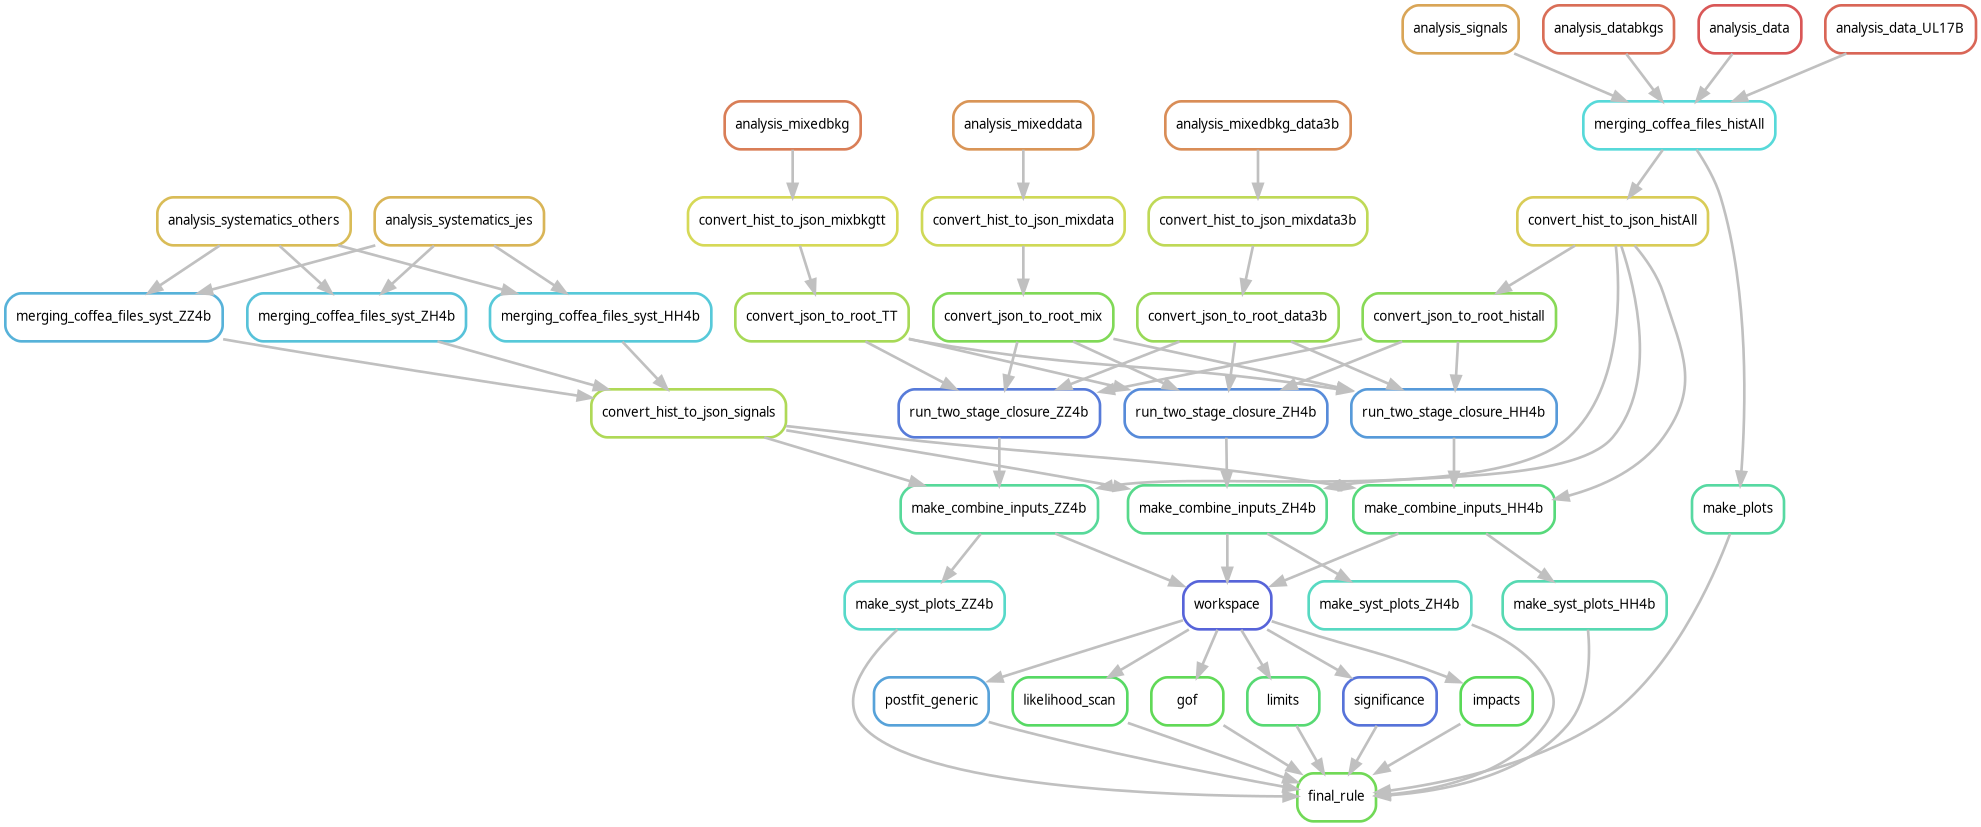 analysis_signals
analysis_databkgs
analysis_data
analysis_data_UL17B
analysis_mixedbkg
analysis_mixeddata
analysis_mixedbkg_data3b
merging_coffea_files_histAll
analysis_systematics_others
analysis_systematics_jes
convert_hist_to_json_mixbkgtt
convert_hist_to_json_mixdata
convert_hist_to_json_mixdata3b
convert_hist_to_json_histAll
merging_coffea_files_syst_ZZ4b
merging_coffea_files_syst_ZH4b
merging_coffea_files_syst_HH4b
convert_json_to_root_TT
convert_json_to_root_mix
convert_json_to_root_data3b
convert_json_to_root_histall
convert_hist_to_json_signals
run_two_stage_closure_ZZ4b
run_two_stage_closure_ZH4b
run_two_stage_closure_HH4b
make_combine_inputs_ZZ4b
make_combine_inputs_ZH4b
make_combine_inputs_HH4b
make_plots
make_syst_plots_ZZ4b
workspace
make_syst_plots_ZH4b
make_syst_plots_HH4b
postfit_generic
likelihood_scan
gof
limits
significance
impacts
final_rule